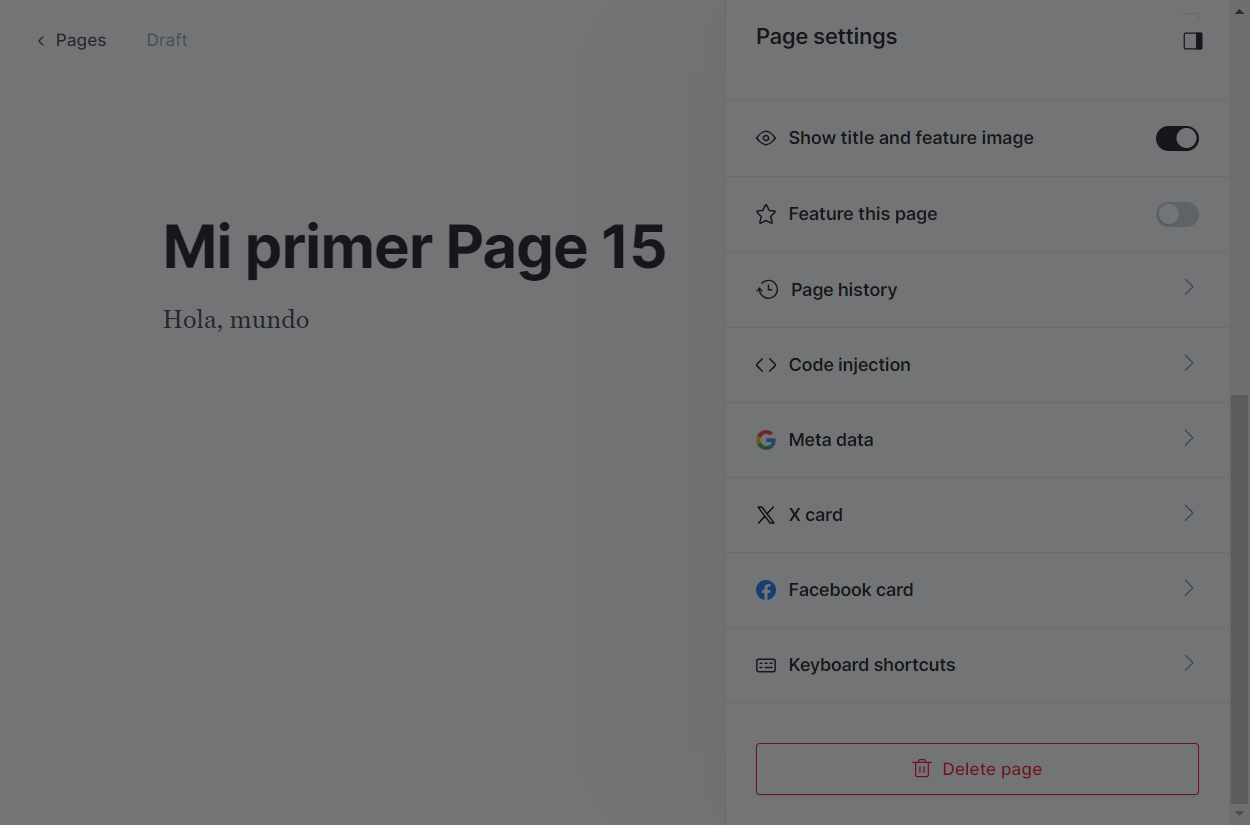 Pages
Draft
Mi primer Page 15
Hola, mundo
Page settings
Show title and feature image
Feature this page
Page history
Code injection
Meta data
X card
Facebook card
Keyboard shortcuts
Delete page